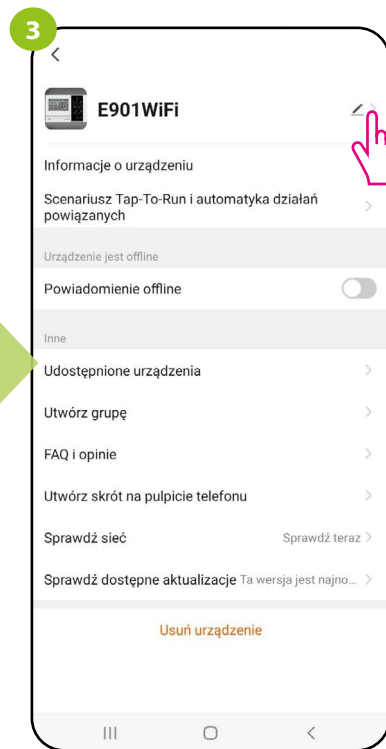 3
E901WiFi
Informacje o urządzeniu
Scenariusz Tap-To-Run i automatyka działań
powiązanych
Urządzenie jest offline
Powiadomienie offline
Inne
Udostępnione urządzenia
Utwórz grupę
FAQ i opinie
Utwórz skrót na pulpicie telefonu
Sprawdź sieć Sprawdź teraz
Sprawdź dostępne aktualizacje Ta wersja jest najno...
Usuń urządzenie